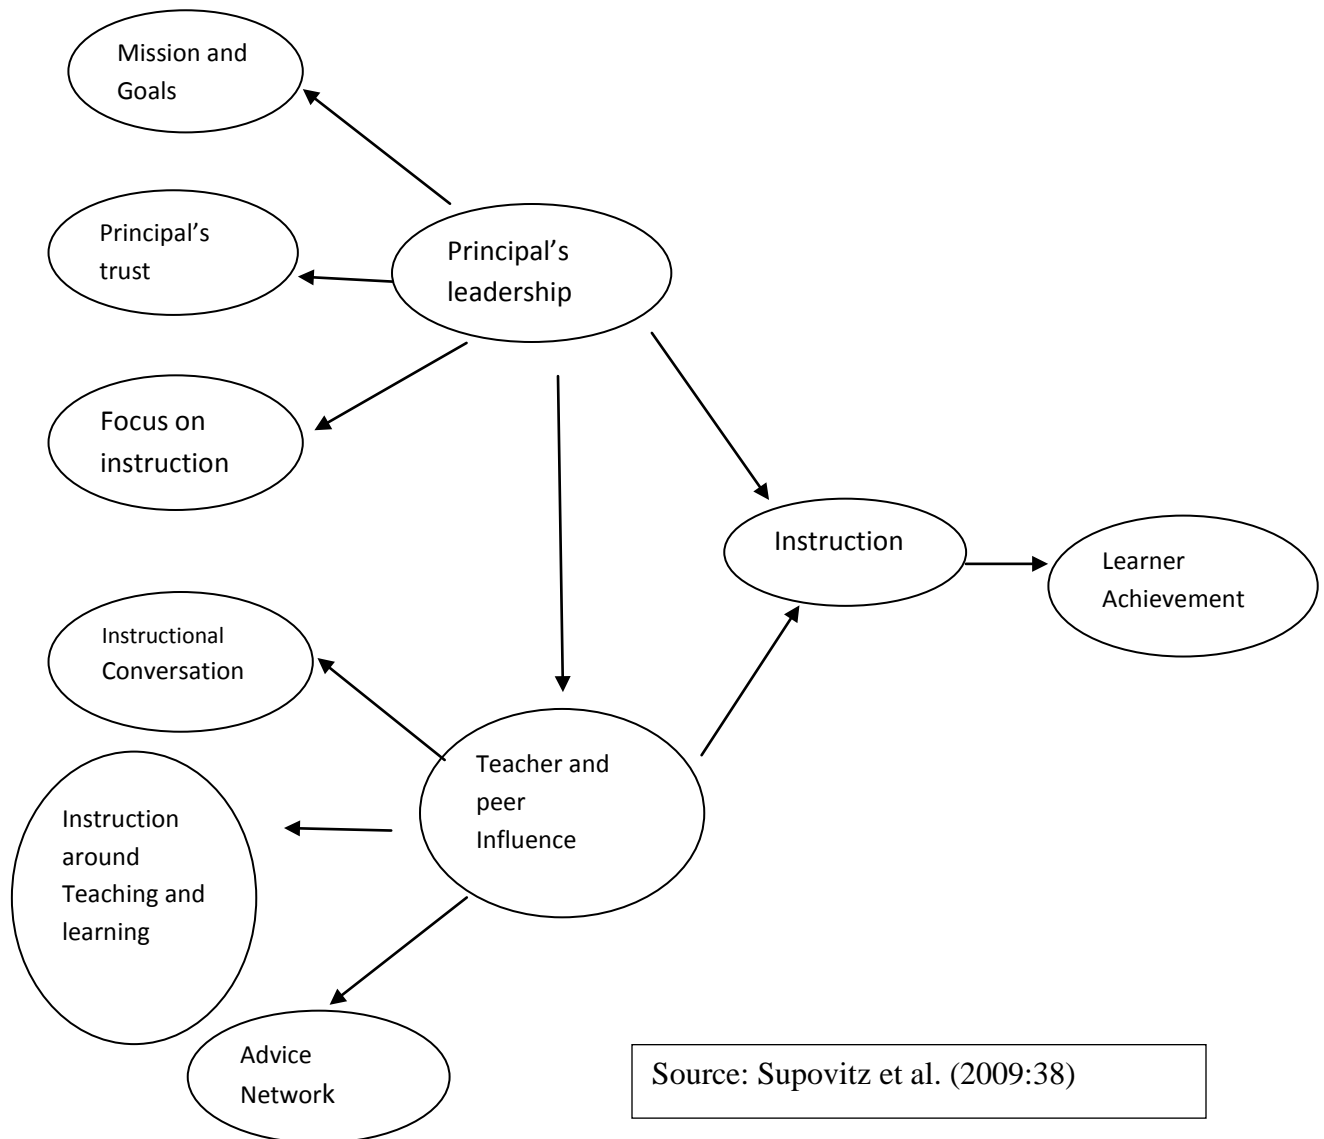 Mission and
Goals
Principal’s
trust
Principal’s
leadership
Focus on
instruction
Instruction
Learner
Achievement
Instructional
Conversation
Teacher and
peer
Influence
Instruction
around
Teaching and
learning
Advice
Network
Source: Supovitz et al. (2009:38)